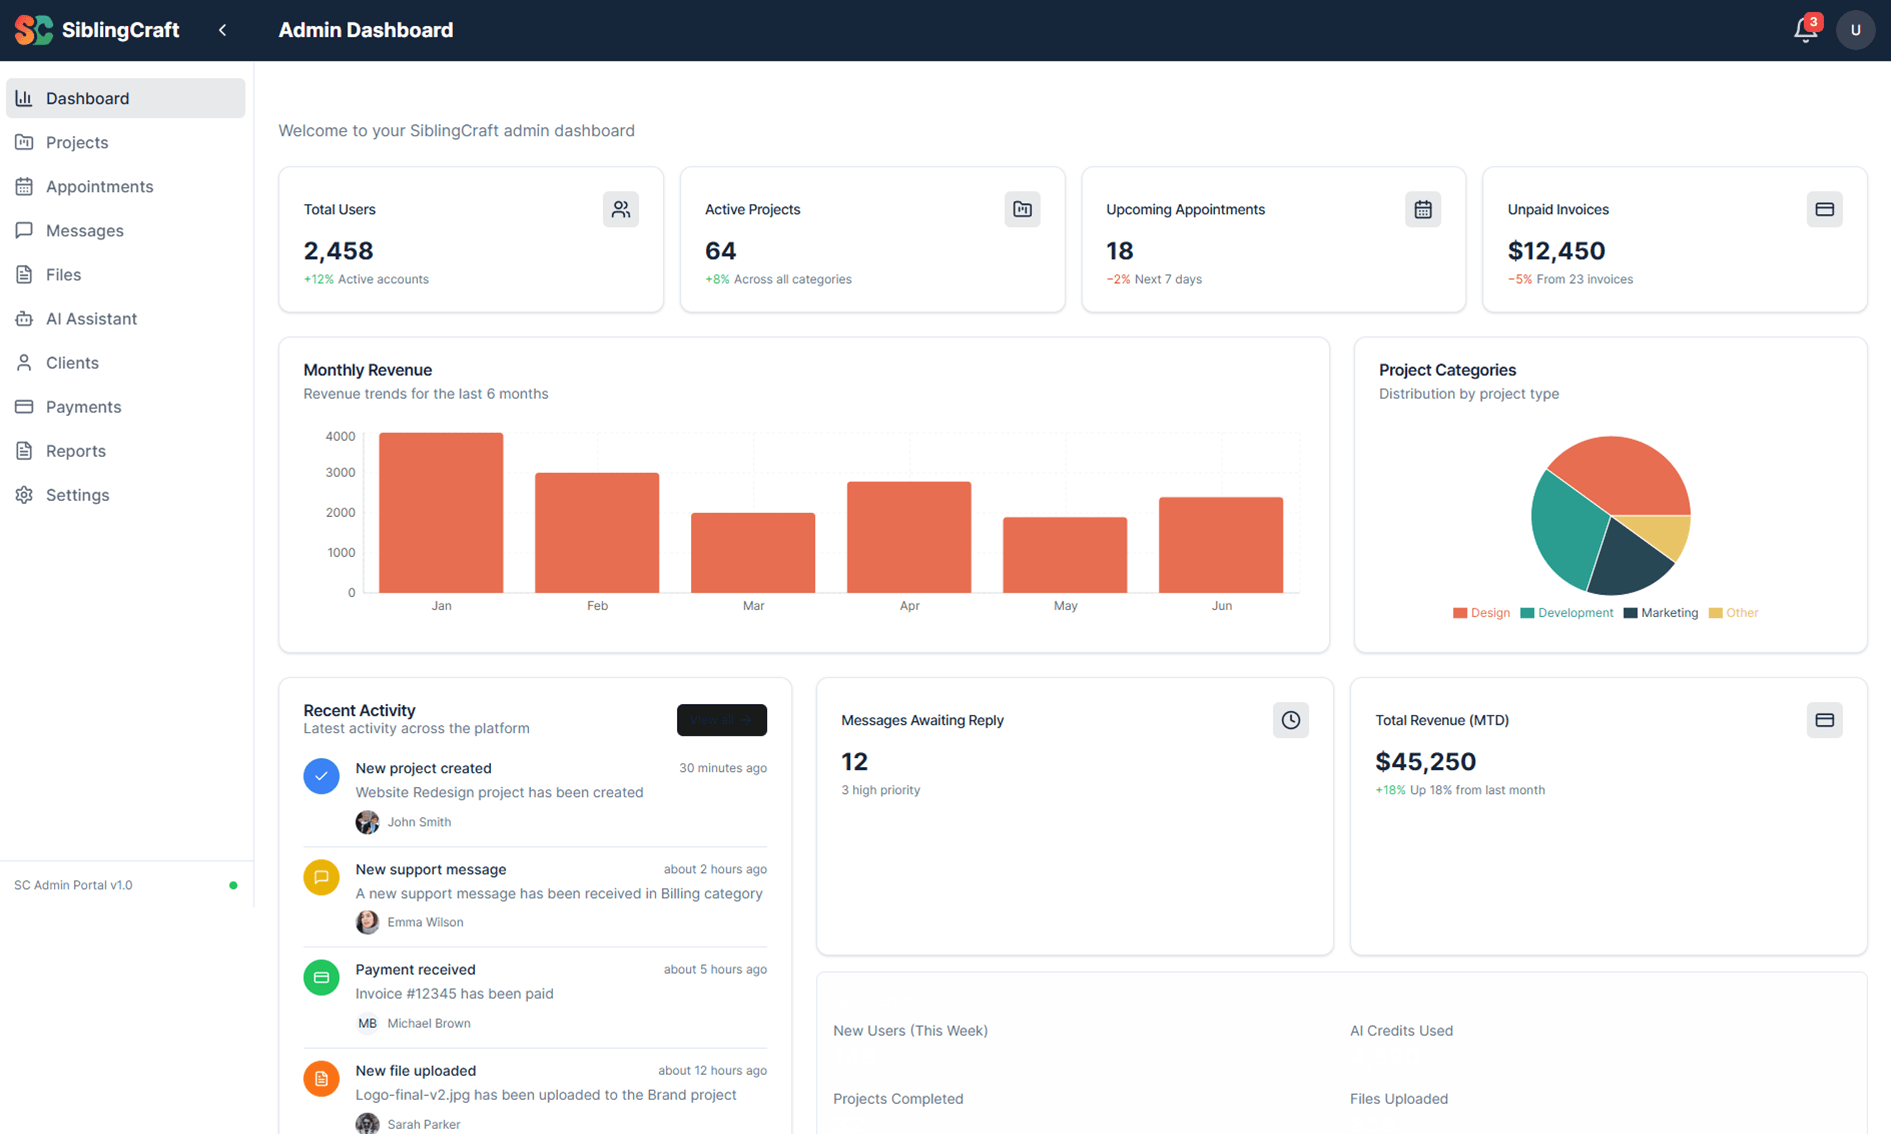 SC SiblingCraft
Admin Dashboard
3
U
Dashboard
Projects
Appointments
Messages
Files
AI Assistant
Clients
Payments
Reports
Settings
SC Admin Portal v1.0
Welcome to your SiblingCraft admin dashboard
Total Users
2,458
+12% Active accounts
Active Projects
64
+8% Across all categories
Upcoming Appointments
18
−2% Next 7 days
Unpaid Invoices
$12,450
−5% From 23 invoices
Monthly Revenue
Revenue trends for the last 6 months
4000
3000
2000
1000
0
Jan Feb Mar Apr May Jun
Project Categories
Distribution by project type
Design Development Marketing Other
Recent Activity
Latest activity across the platform
View all →
New project created 30 minutes ago
Website Redesign project has been created
John Smith
New support message about 2 hours ago
A new support message has been received in Billing category
Emma Wilson
Payment received about 5 hours ago
Invoice #12345 has been paid
MB Michael Brown
New file uploaded about 12 hours ago
Logo-final-v2.jpg has been uploaded to the Brand project
Sarah Parker
Messages Awaiting Reply
12
3 high priority
Total Revenue (MTD)
$45,250
+18% Up 18% from last month
New Users (This Week) AI Credits Used
Projects Completed Files Uploaded